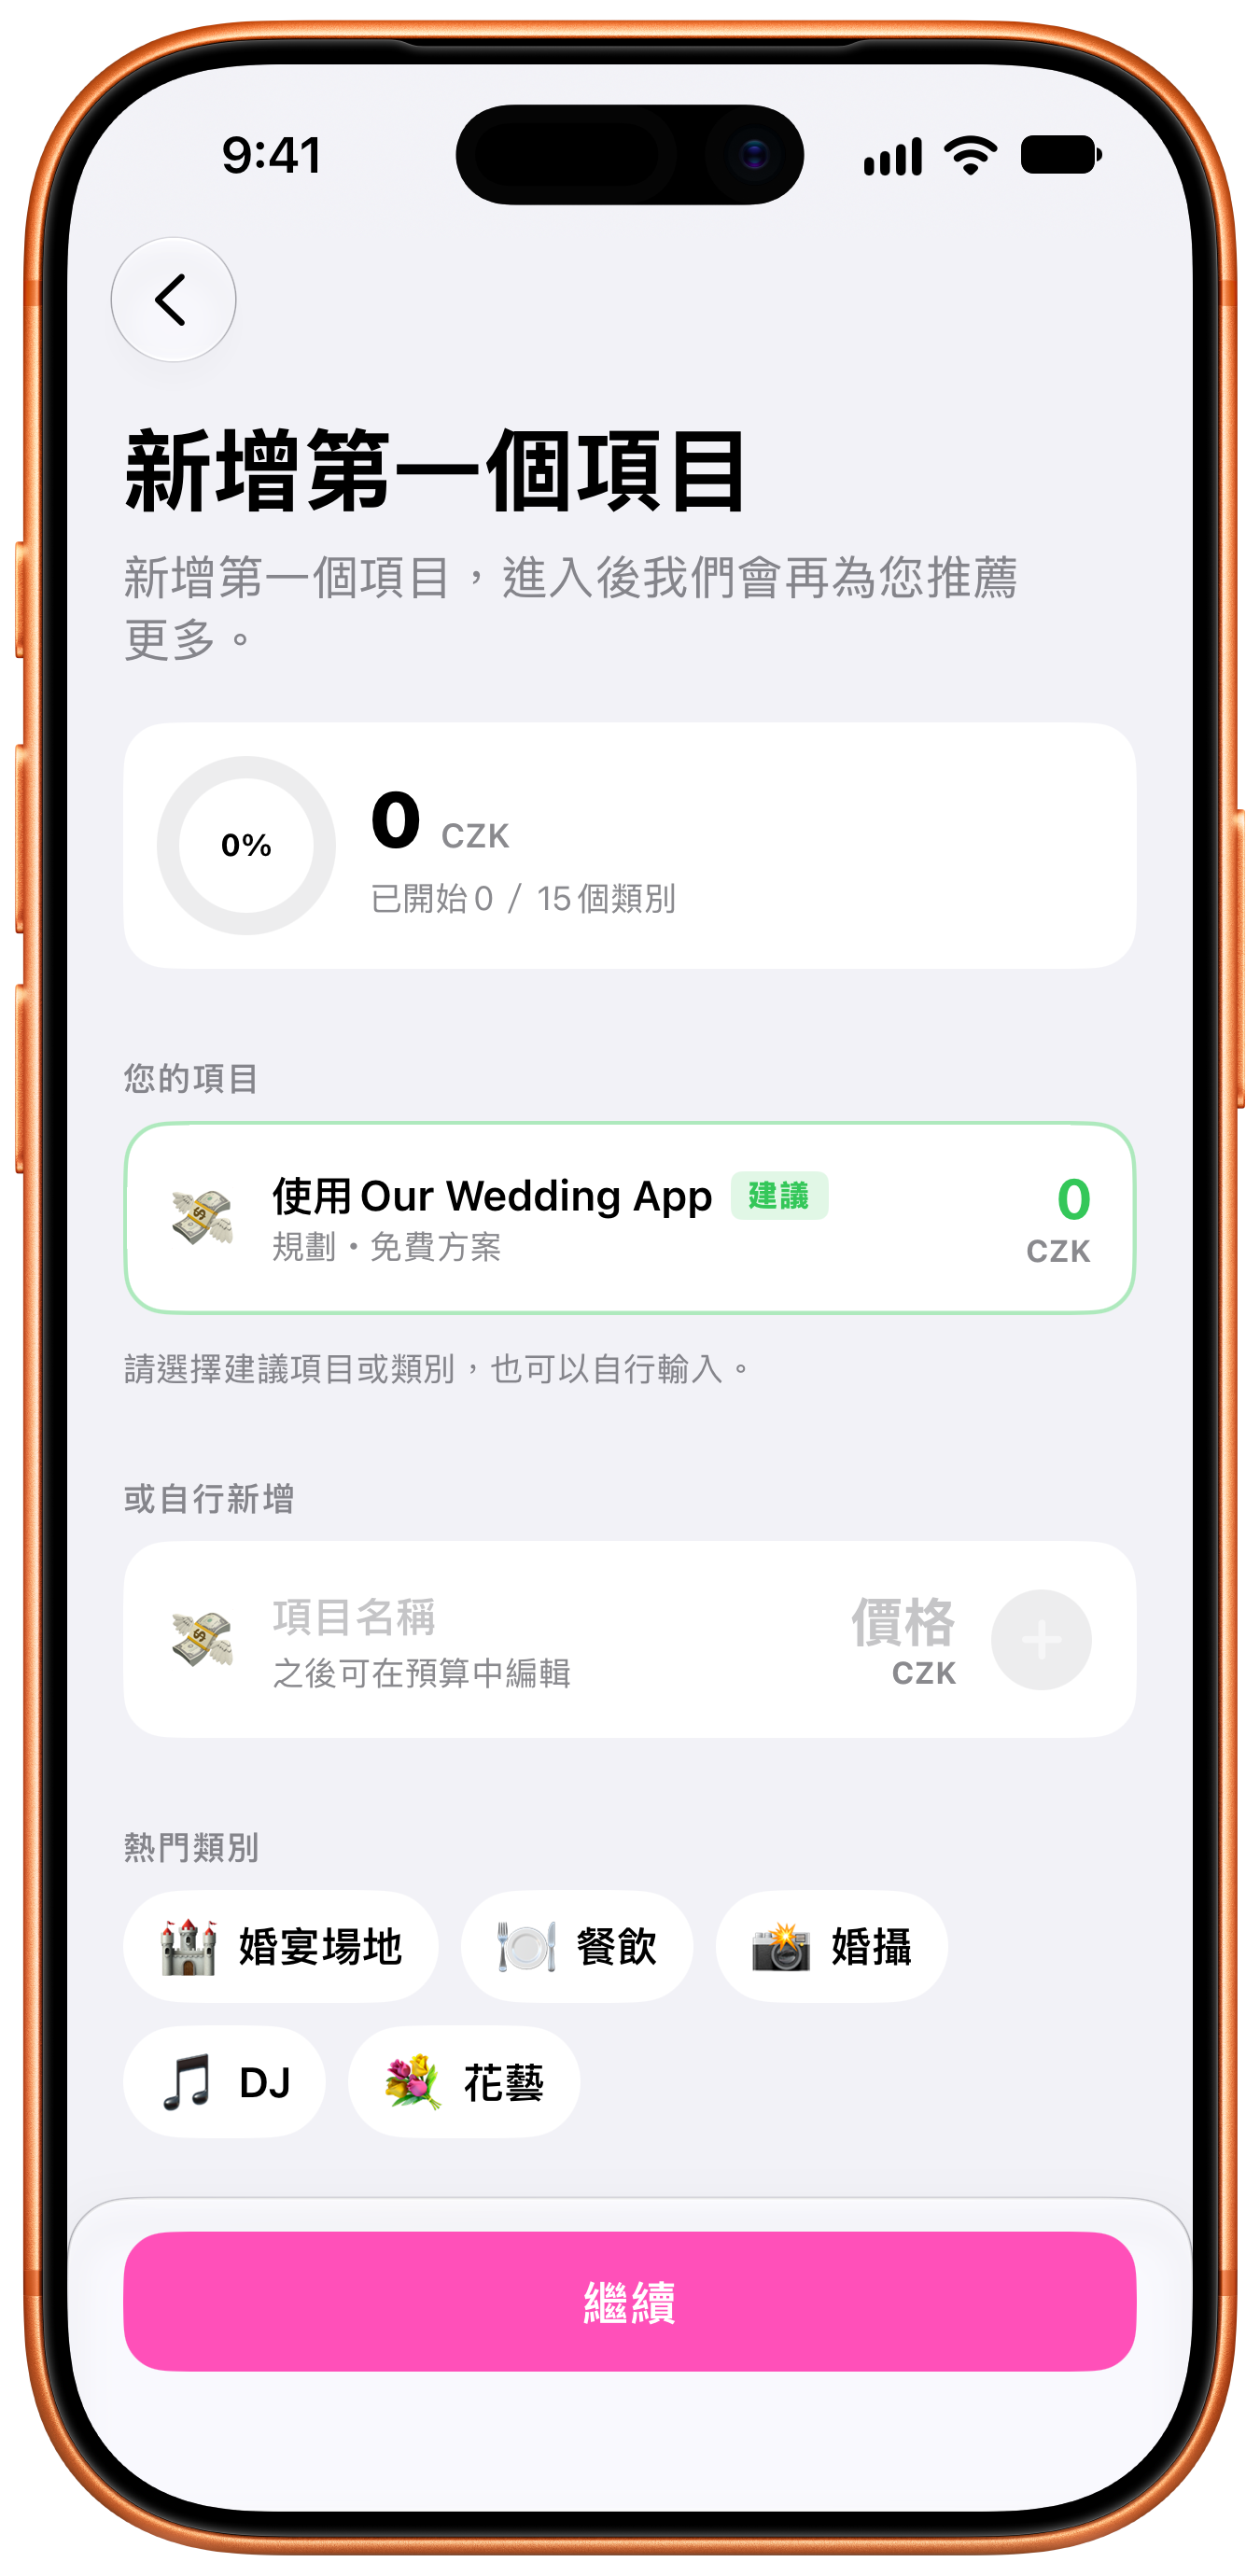 9:41
新增第一個項目
新增第一個項目，進入後我們會再為您推薦
更多。
0%
0 CZK
已開始 0 / 15 個類別
您的項目
使用 Our Wedding App 建議
規劃・免費方案
0
CZK
請選擇建議項目或類別，也可以自行輸入。
或自行新增
項目名稱
之後可在預算中編輯
價格
CZK
熱門類別
婚宴場地
餐飲
婚攝
DJ
花藝
繼續